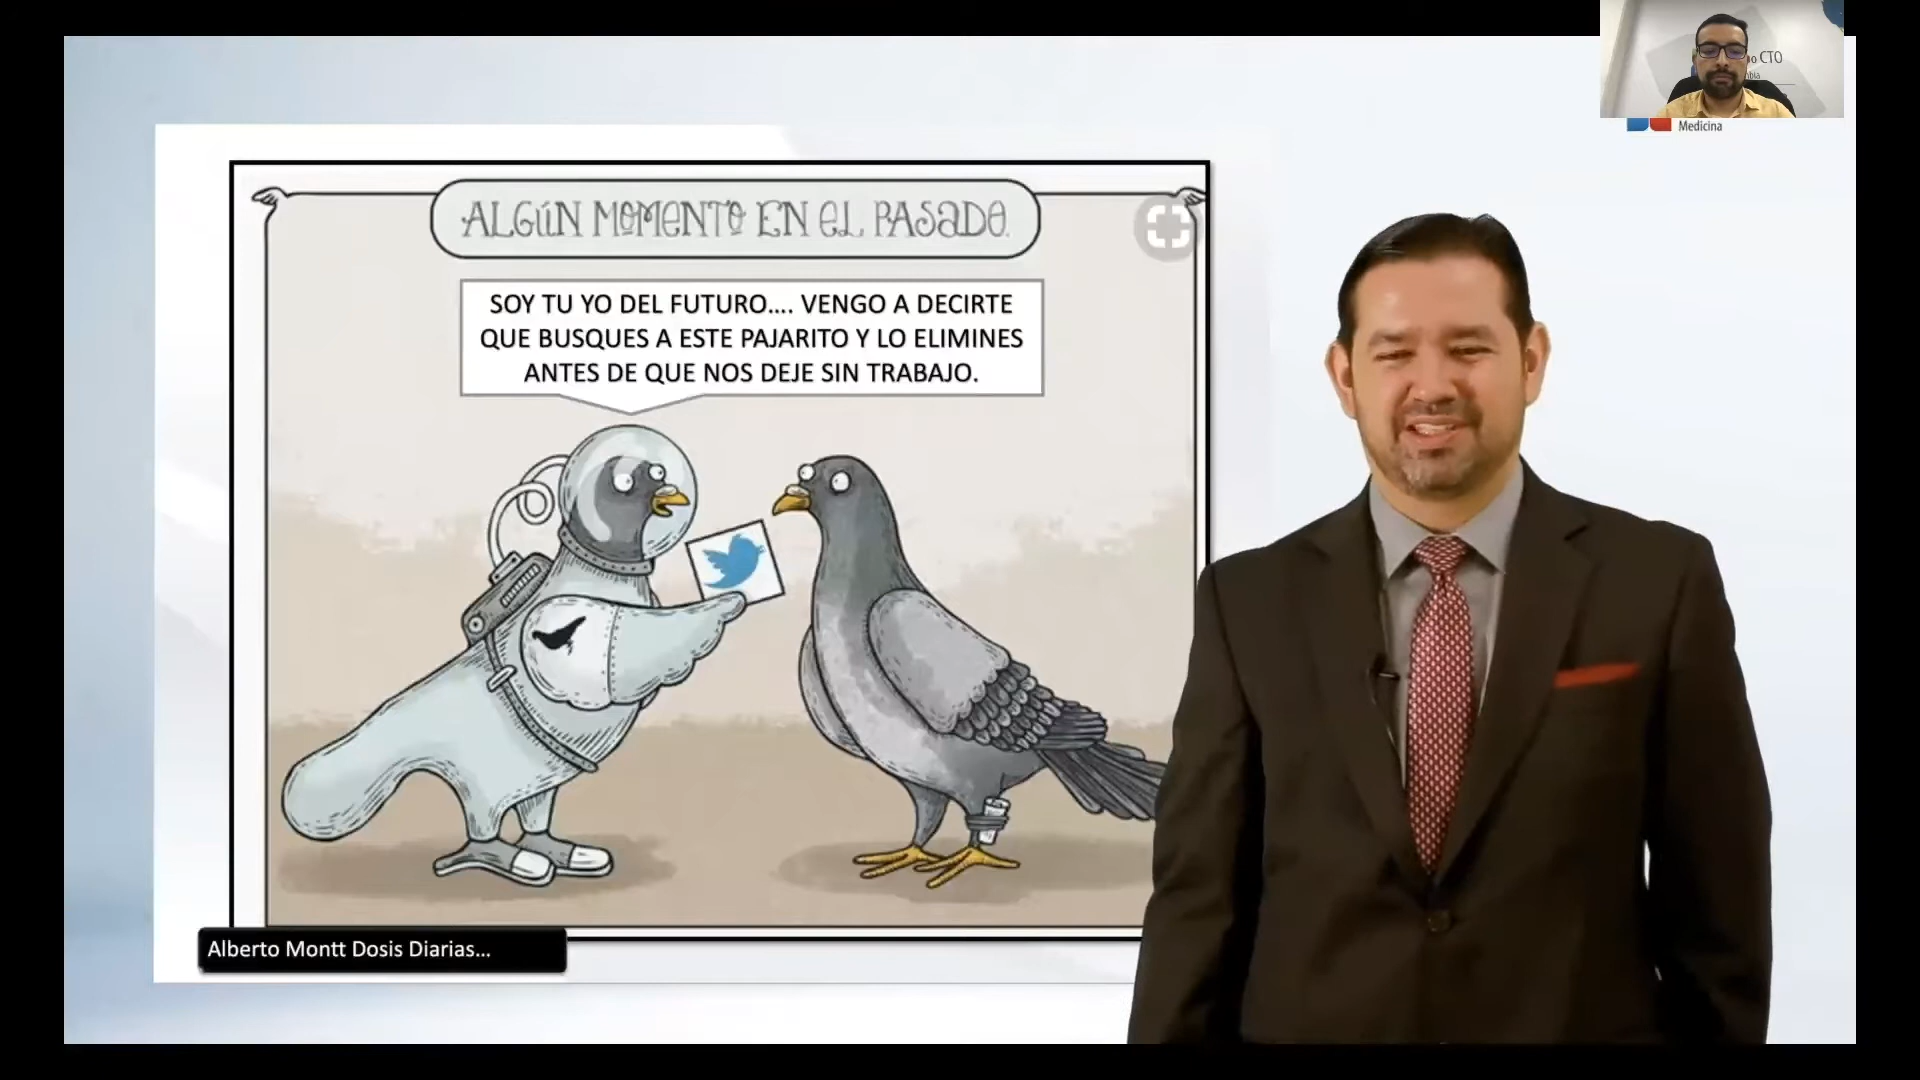 CTO
Medicina
ALGÚN MOMENTO EN EL PASADO.
SOY TU YO DEL FUTURO.... VENGO A DECIRTE
QUE BUSQUES A ESTE PAJARITO Y LO ELIMINES
ANTES DE QUE NOS DEJE SIN TRABAJO.
Alberto Montt Dosis Diarias...